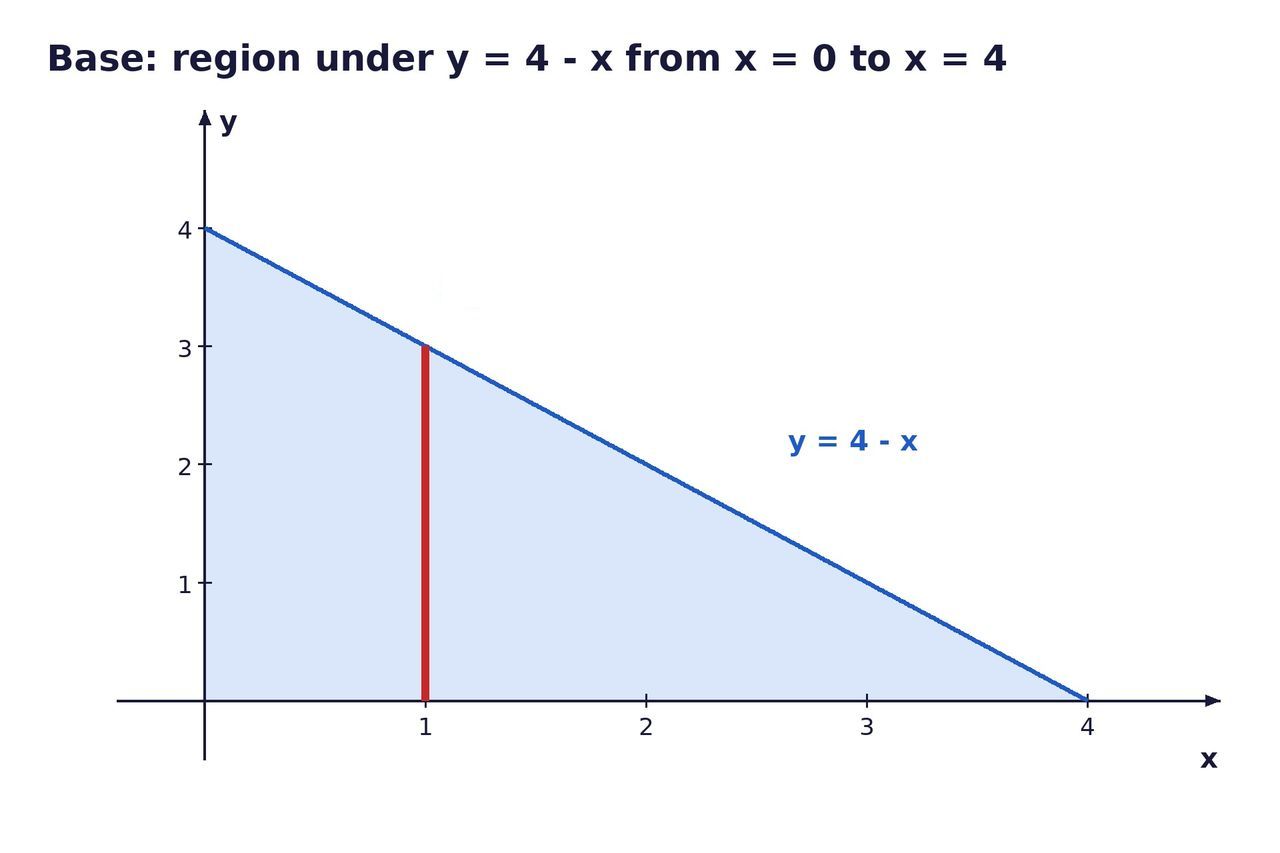 Base: region under y = 4 - x from x = 0 to x = 4
y
4
3
2
y = 4 - x
1
1 2 3 4
x